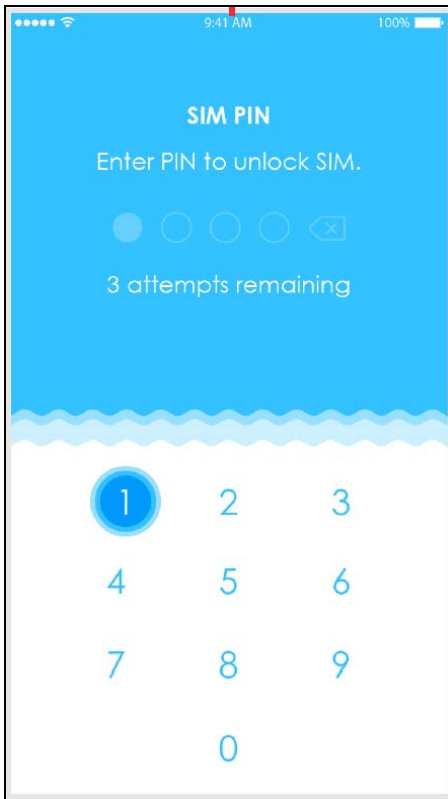 9:41 AM 100%
SIM PIN
Enter PIN to unlock SIM.
3 attempts remaining
1 2 3
4 5 6
7 8 9
0